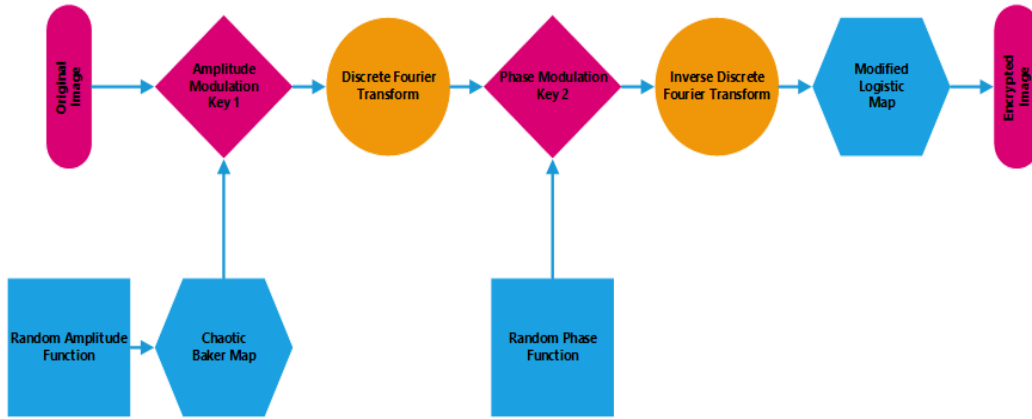 Original
Image
Amplitude
Modulation
Key 1
Discrete Fourier
Transform
Phase Modulation
Key 2
Inverse Discrete
Fourier Transform
Modified
Logistic
Map
Encrypted
Image
Random Amplitude
Function
Chaotic
Baker Map
Random Phase
Function